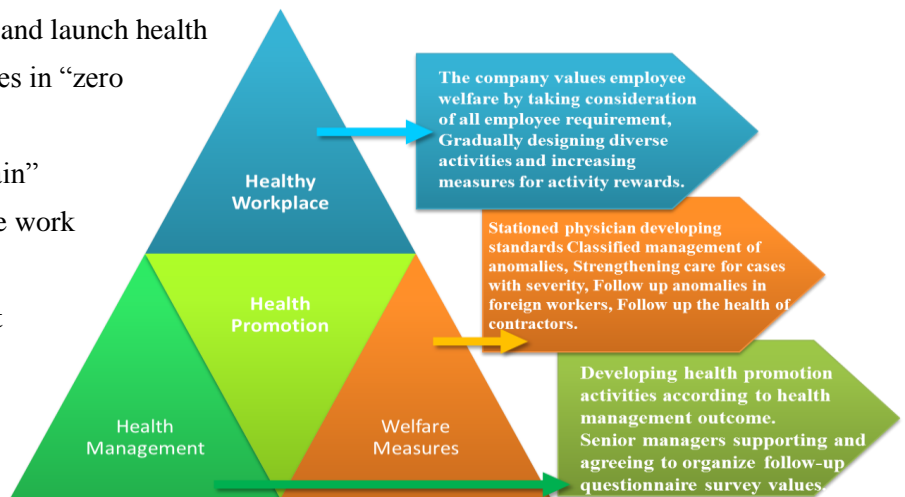 and launch health
es in “zero
ain”
e work
t
Healthy
Workplace
Health
Promotion
Health
Management
Welfare
Measures
The company values employee
welfare by taking consideration
of all employee requirement,
Gradually designing diverse
activities and increasing
measures for activity rewards.
Stationed physician developing
standards Classified management of
anomalies, Strengthening care for cases
with severity, Follow up anomalies in
foreign workers, Follow up the health of
contractors.
Developing health promotion
activities according to health
management outcome.
Senior managers supporting and
agreeing to organize follow-up
questionnaire survey values.